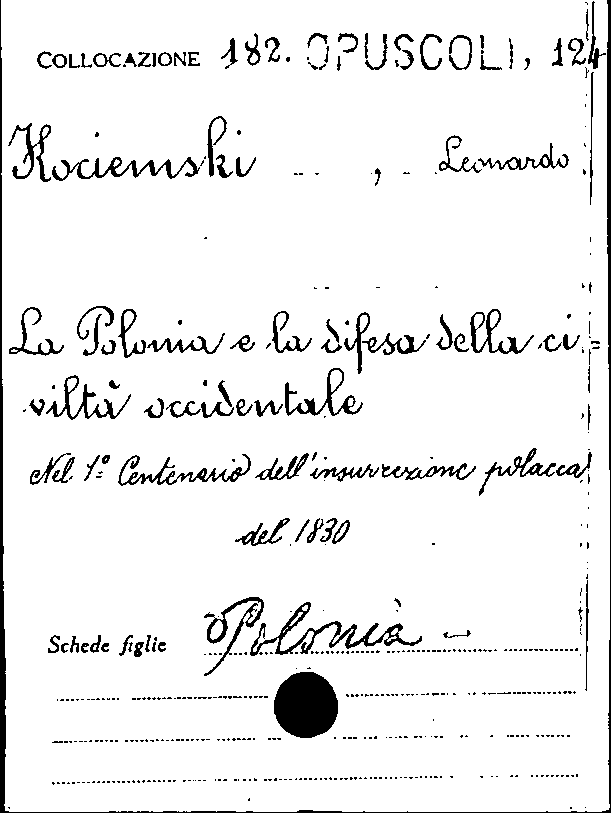 COLLOCAZIONE 182. OPUSCOLI, 124
Kociemski , Leonardo
La Polonia e la difesa della ci=
viltà occidentale
Nel 1º Centenario dell'insurrezione polacca
del 1830
Schede figlie Polonia -